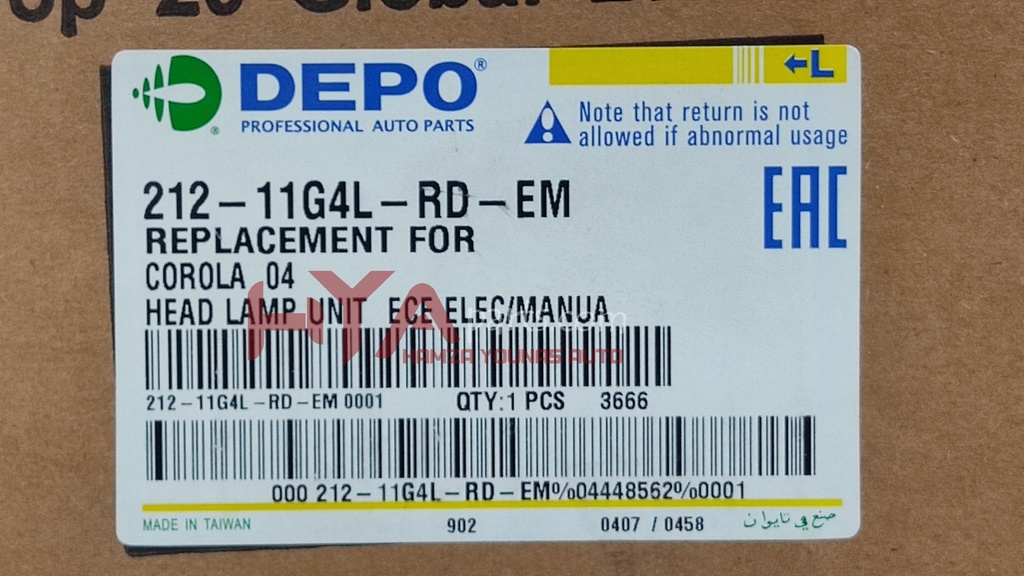 op 20 Global
DEPO®
PROFESSIONAL AUTO PARTS
L
Note that return is not
allowed if abnormal usage
EAC
212-11G4L-RD-EM
REPLACEMENT FOR
COROLA 04
HEAD LAMP UNIT ECE ELEC/MANUA
HYA
HAMZA YOUNAS AUTO
212-11G4L-RD-EM 0001 QTY:1 PCS 3666
000 212-11G4L-RD-EM%04448562%0001
MADE IN TAIWAN 902 0407 / 0458 صنع في تايوان